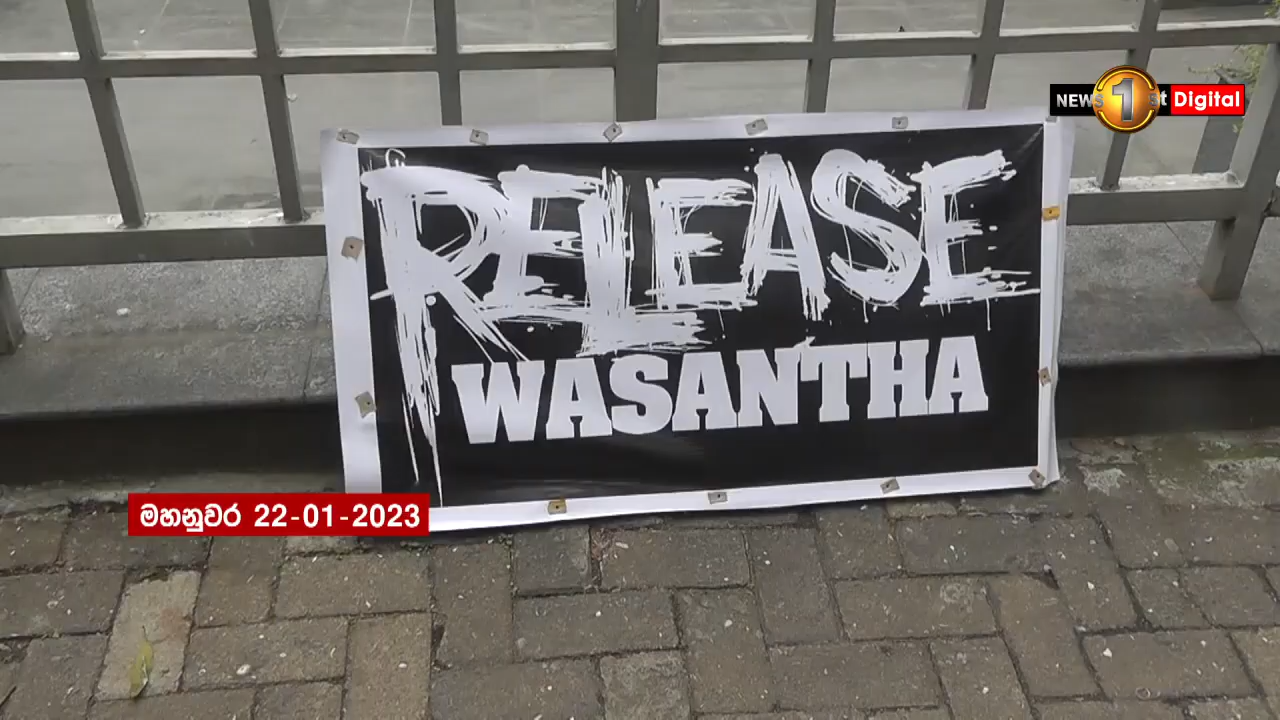 NEWS 1st Digital
RELEASE
WASANTHA
මහනුවර 22-01-2023